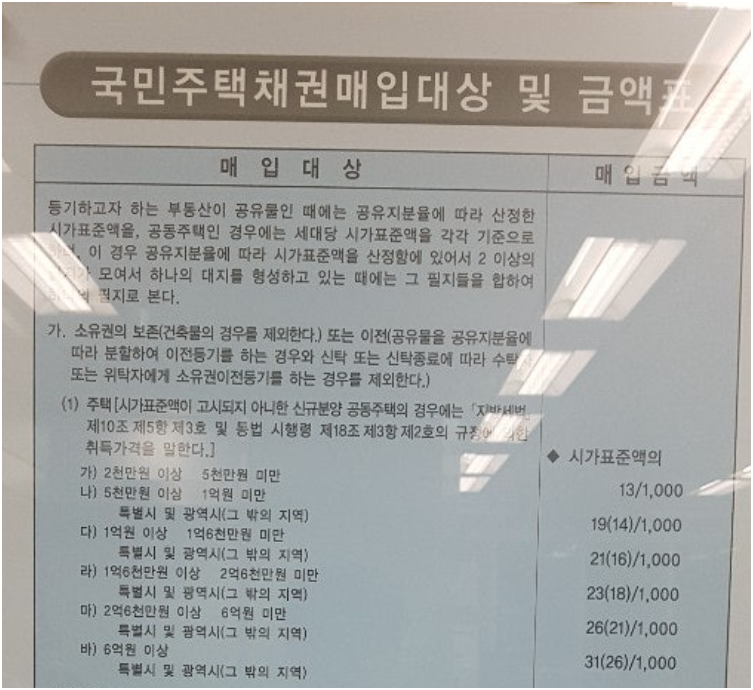 국민주택채권매입대상 및 금액표
매 입 대 상
매 입 금 액
등기하고자 하는 부동산이 공유물인 때에는 공유지분율에 따라 산정한
시가표준액을, 공동주택인 경우에는 세대당 시가표준액을 각각 기준으로
이 경우 공유지분율에 따라 시가표준액을 산정함에 있어서 2 이상의
모여서 하나의 대지를 형성하고 있는 때에는 그 필지들을 합하여
필지로 본다.
가. 소유권의 보존(건축물의 경우를 제외한다.) 또는 이전(공유물을 공유지분율에
따라 분할하여 이전등기를 하는 경우와 신탁 또는 신탁종료에 따라 수탁자
또는 위탁자에게 소유권이전등기를 하는 경우를 제외한다.)
(1) 주택[시가표준액이 고시되지 아니한 신규분양 공동주택의 경우에는「지방세법」
제10조 제5항 제3호 및 동법 시행령 제18조 제3항 제2호의 규정에 의한
취득가격을 말한다.]
◆ 시가표준액의
가) 2천만원 이상 5천만원 미만
13/1,000
나) 5천만원 이상 1억원 미만
특별시 및 광역시(그 밖의 지역)
19(14)/1,000
다) 1억원 이상 1억6천만원 미만
특별시 및 광역시(그 밖의 지역)
21(16)/1,000
라) 1억6천만원 이상 2억6천만원 미만
특별시 및 광역시(그 밖의 지역)
23(18)/1,000
마) 2억6천만원 이상 6억원 미만
특별시 및 광역시(그 밖의 지역)
26(21)/1,000
바) 6억원 이상
특별시 및 광역시(그 밖의 지역)
31(26)/1,000